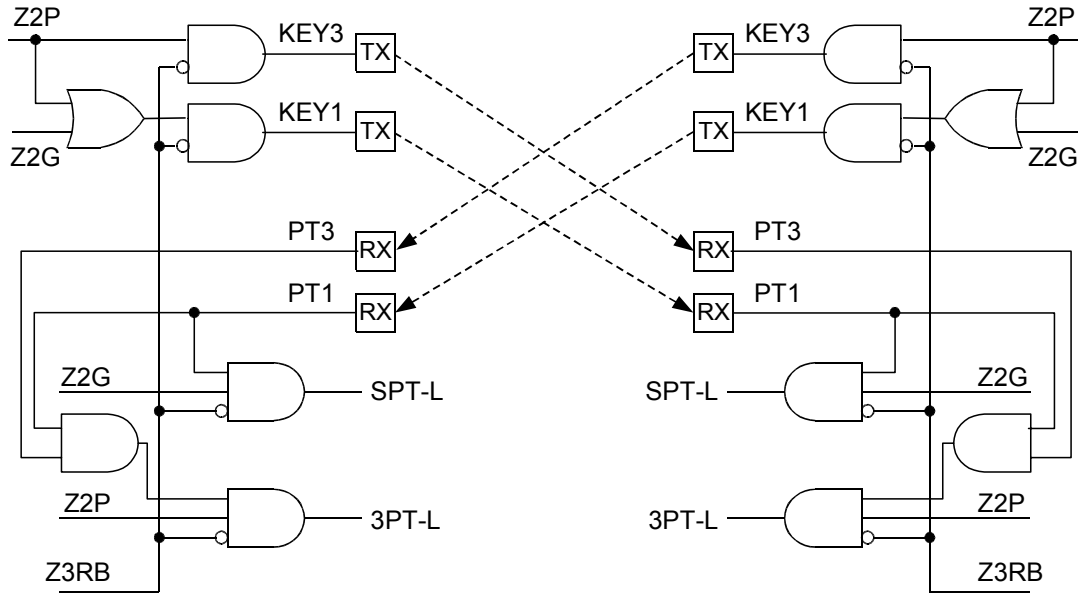 Z2P KEY3 TX TX KEY3 Z2P
Z2G KEY1 TX TX KEY1 Z2G
PT3 RX RX PT3
PT1 RX RX PT1
Z2G SPT-L SPT-L Z2G
Z2P 3PT-L 3PT-L Z2P
Z3RB Z3RB